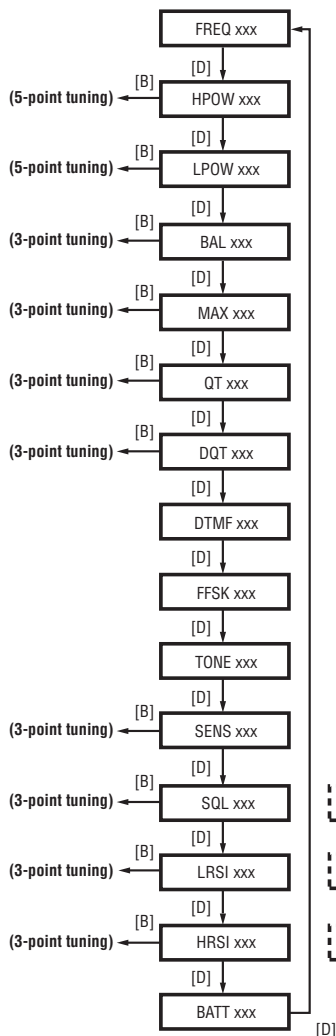 FREQ xxx
[D]
[B]
(5-point tuning)
HPOW xxx
[D]
[B]
(5-point tuning)
LPOW xxx
[D]
[B]
(3-point tuning)
BAL xxx
[D]
[B]
(3-point tuning)
MAX xxx
[D]
[B]
(3-point tuning)
QT xxx
[D]
[B]
(3-point tuning)
DQT xxx
[D]
DTMF xxx
[D]
FFSK xxx
[D]
TONE xxx
[D]
[B]
(3-point tuning)
SENS xxx
[D]
[B]
(3-point tuning)
SQL xxx
[D]
[B]
(3-point tuning)
LRSI xxx
[D]
[B]
(3-point tuning)
HRSI xxx
[D]
BATT xxx
[D]